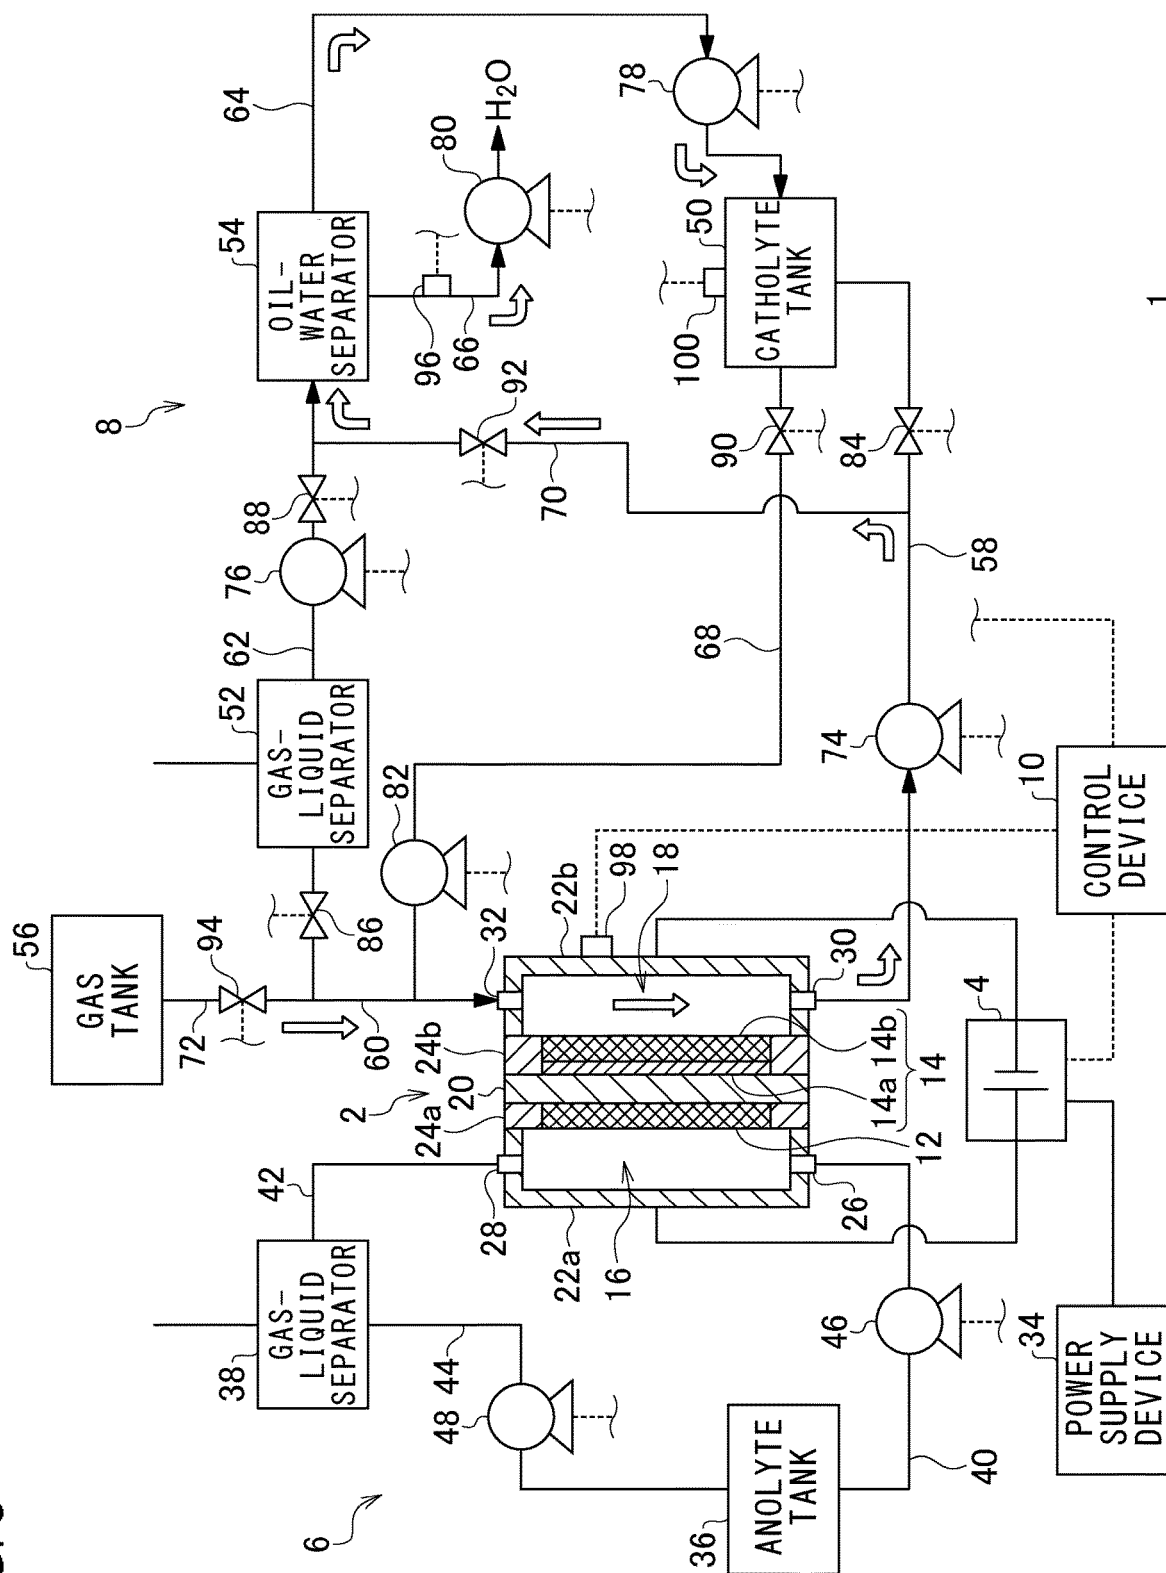 8
64
54
OIL-
WATER
SEPARATOR
96
66
80
H₂O
78
50
CATHOLYTE
TANK
100
92
70
90
84
88
76
62
52
GAS-
LIQUID
SEPARATOR
68
58
74
82
86
56
GAS
TANK
94
72
60
32
22b
98
18
30
10
CONTROL
DEVICE
2
24b
20
24a
14b
14a
14
12
4
42
28
22a
16
26
38
GAS-
LIQUID
SEPARATOR
44
48
46
34
POWER
SUPPLY
DEVICE
6
36
ANOLYTE
TANK
40
1